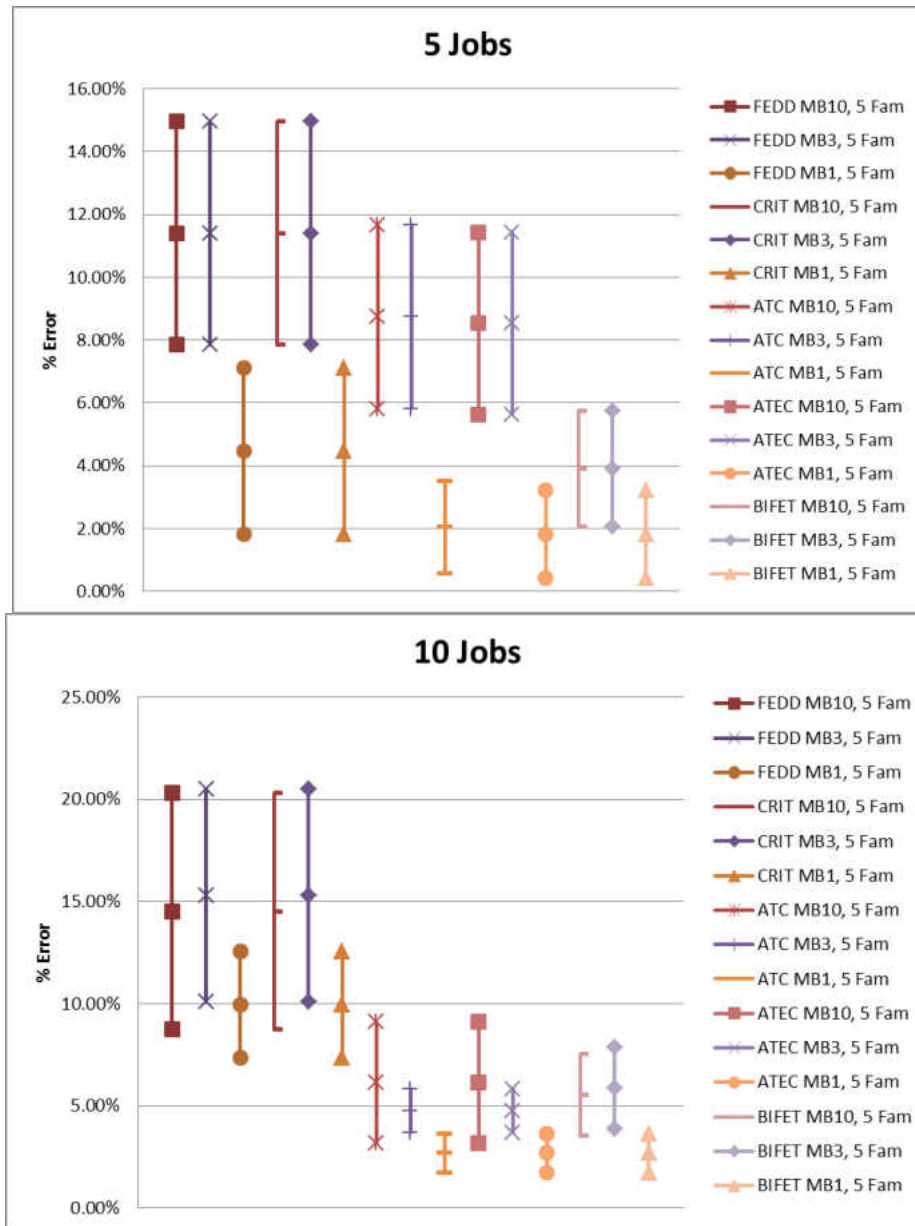 5 Jobs
16.00%
14.00%
12.00%
10.00%
8.00%
6.00%
4.00%
2.00%
0.00%
% Error
FEDD MB10, 5 Fam
FEDD MB3, 5 Fam
FEDD MB1, 5 Fam
CRIT MB10, 5 Fam
CRIT MB3, 5 Fam
CRIT MB1, 5 Fam
ATC MB10, 5 Fam
ATC MB3, 5 Fam
ATC MB1, 5 Fam
ATEC MB10, 5 Fam
ATEC MB3, 5 Fam
ATEC MB1, 5 Fam
BIFET MB10, 5 Fam
BIFET MB3, 5 Fam
BIFET MB1, 5 Fam
10 Jobs
25.00%
20.00%
15.00%
10.00%
5.00%
0.00%
% Error
FEDD MB10, 5 Fam
FEDD MB3, 5 Fam
FEDD MB1, 5 Fam
CRIT MB10, 5 Fam
CRIT MB3, 5 Fam
CRIT MB1, 5 Fam
ATC MB10, 5 Fam
ATC MB3, 5 Fam
ATC MB1, 5 Fam
ATEC MB10, 5 Fam
ATEC MB3, 5 Fam
ATEC MB1, 5 Fam
BIFET MB10, 5 Fam
BIFET MB3, 5 Fam
BIFET MB1, 5 Fam